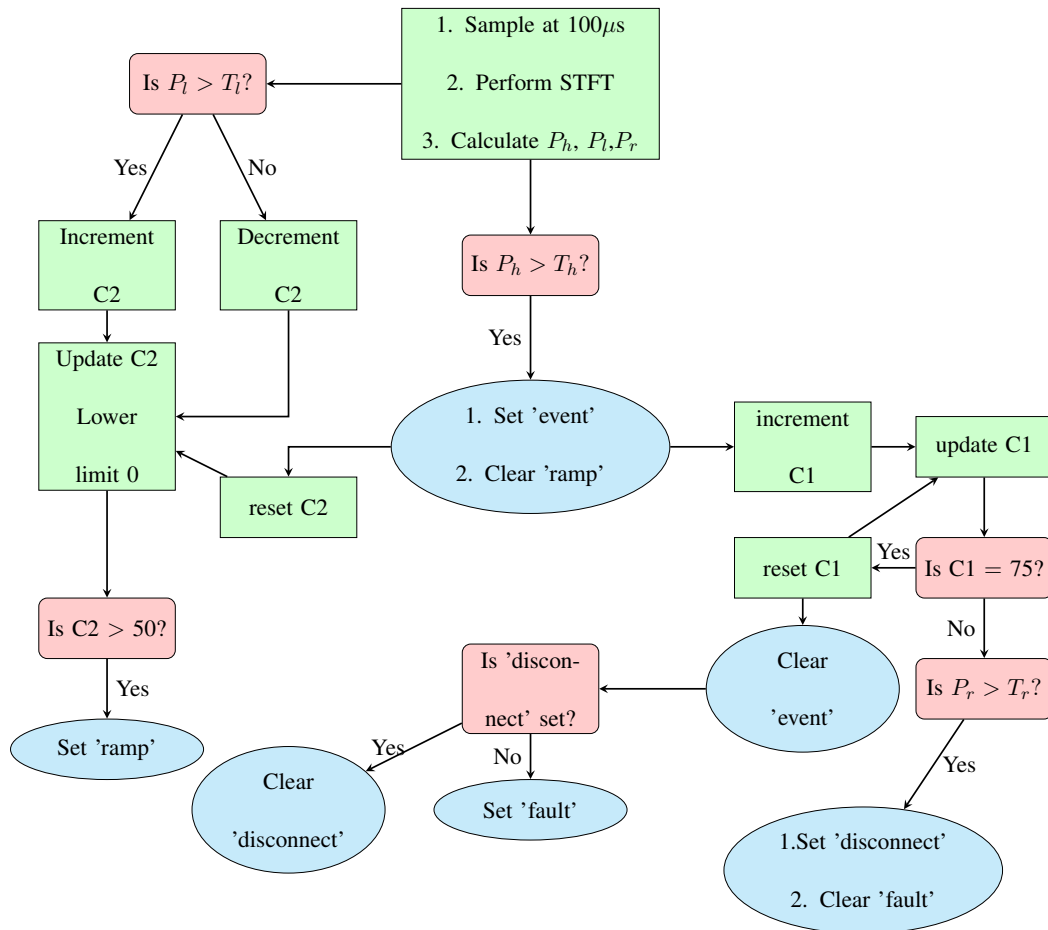 1. Sample at 100μs
2. Perform STFT
3. Calculate P_h, P_l,P_r
Is P_l > T_l?
Yes
No
Increment
C2
Decrement
C2
Is P_h > T_h?
Yes
Update C2
Lower
limit 0
1. Set 'event'
2. Clear 'ramp'
reset C2
increment
C1
update C1
reset C1
Yes
Is C1 = 75?
No
Is C2 > 50?
Yes
Set 'ramp'
Is 'discon-
nect' set?
Clear
'event'
Is P_r > T_r?
Yes
Yes
No
Clear
'disconnect'
Set 'fault'
1.Set 'disconnect'
2. Clear 'fault'